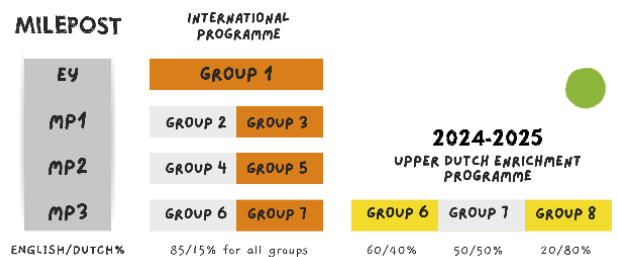 MILEPOST
INTERNATIONAL
PROGRAMME
EY
GROUP 1
MP1
GROUP 2
GROUP 3
MP2
GROUP 4
GROUP 5
2024-2025
UPPER DUTCH ENRICHMENT
PROGRAMME
MP3
GROUP 6
GROUP 7
GROUP 6
GROUP 7
GROUP 8
ENGLISH/DUTCH%
85/15% for all groups
60/40%
50/50%
20/80%